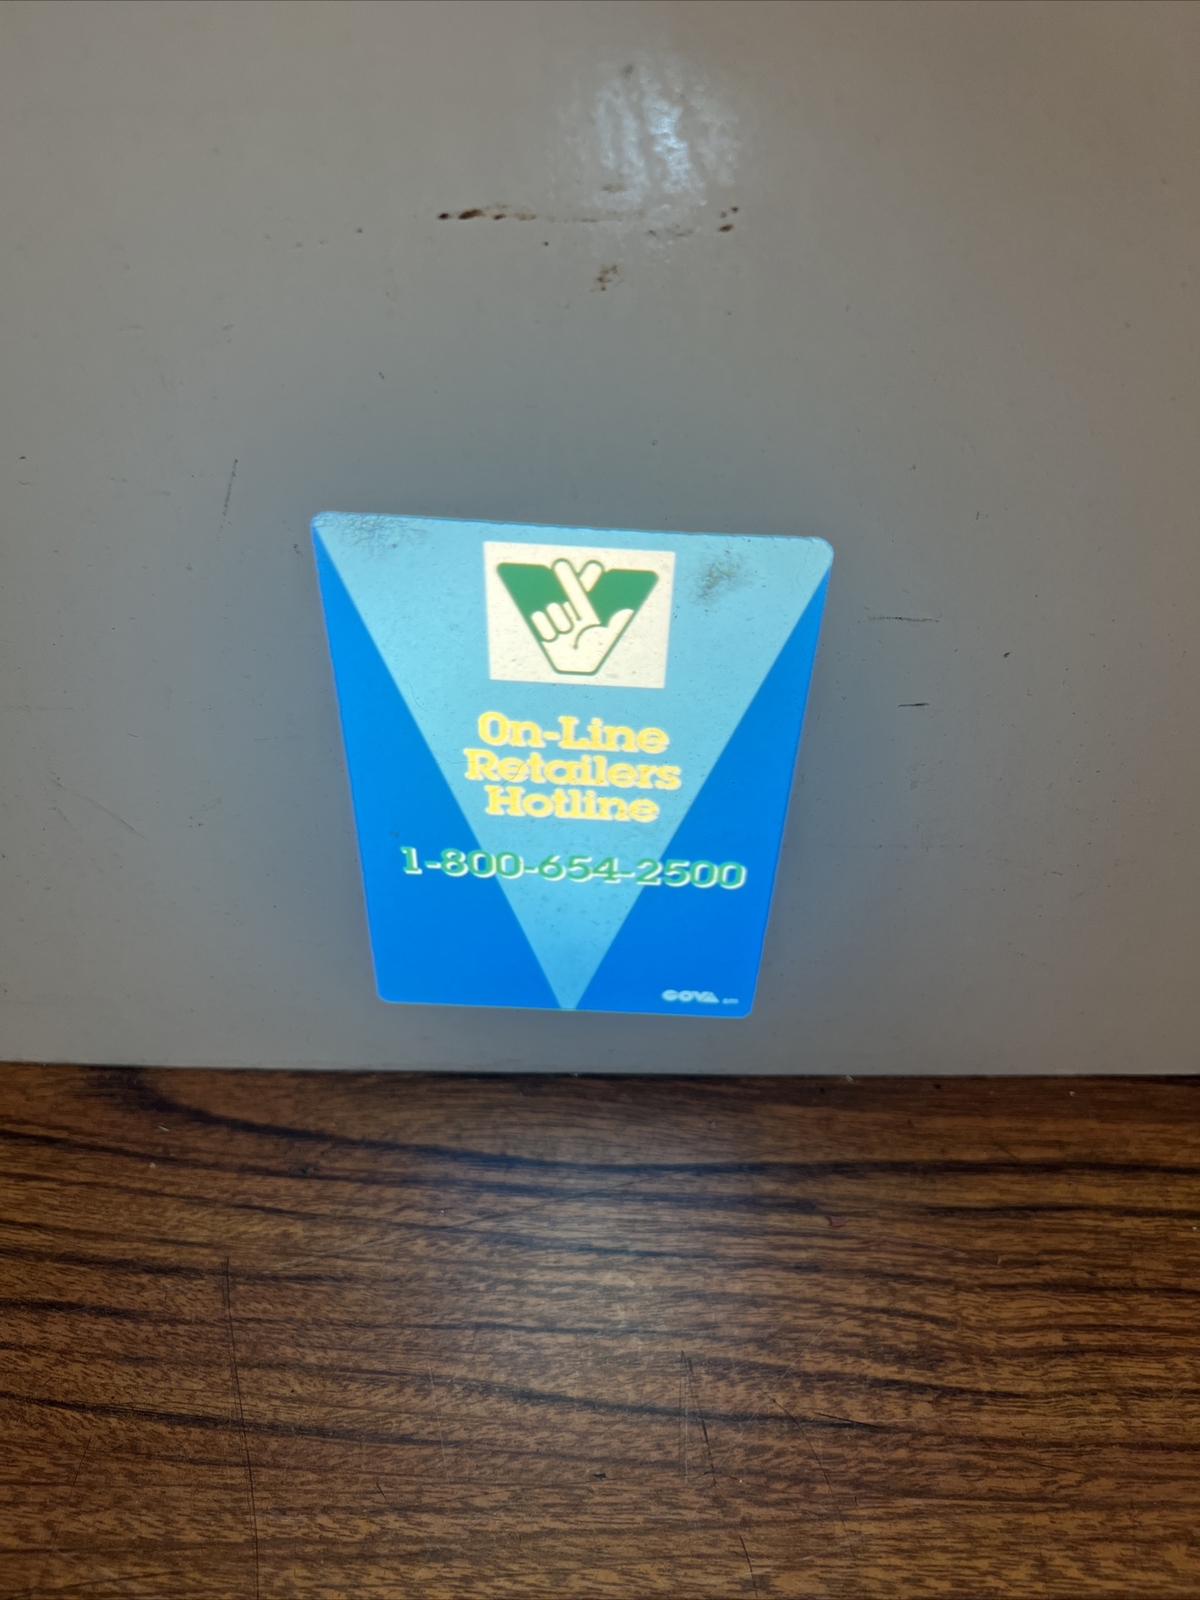 On-Line
Retailers
Hotline
1-800-654-2500